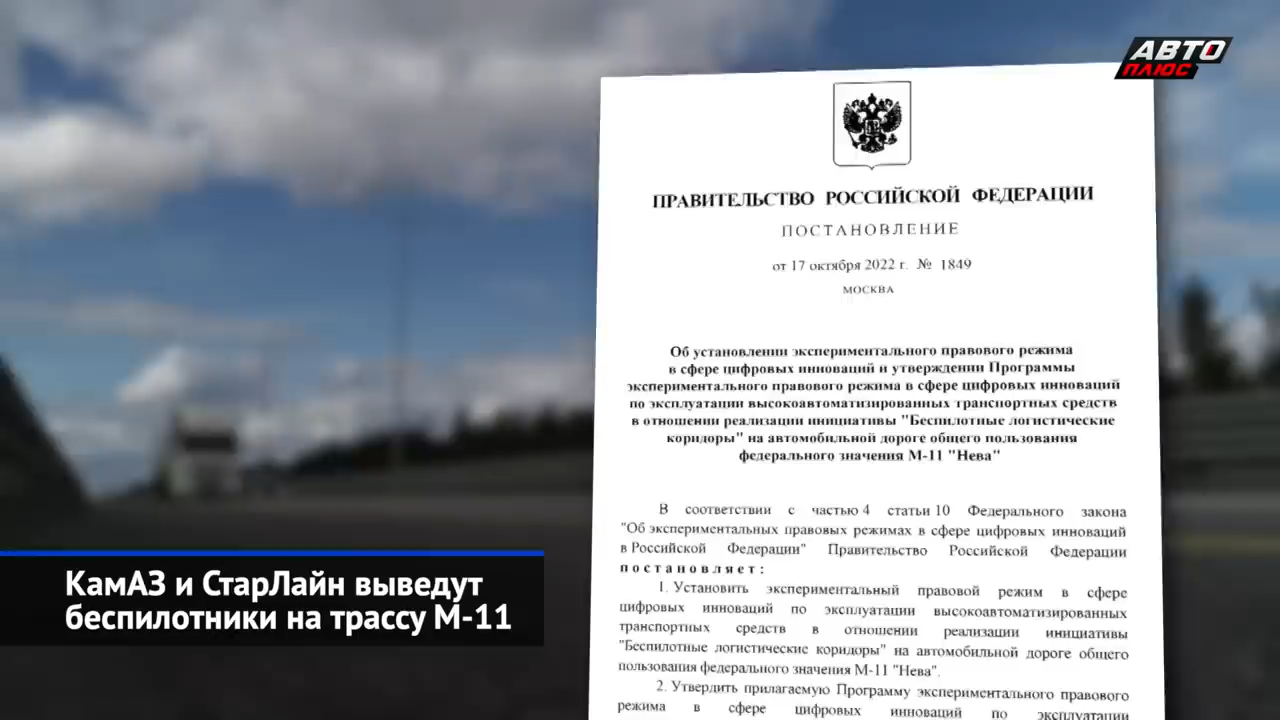 АВТО
ПЛЮС
ПРАВИТЕЛЬСТВО РОССИЙСКОЙ ФЕДЕРАЦИИ
ПОСТАНОВЛЕНИЕ
от 17 октября 2022 г. № 1849
МОСКВА
Об установлении экспериментального правового режима
в сфере цифровых инноваций и утверждении Программы
экспериментального правового режима в сфере цифровых инноваций
по эксплуатации высокоавтоматизированных транспортных средств
в отношении реализации инициативы "Беспилотные логистические
коридоры" на автомобильной дороге общего пользования
федерального значения М-11 "Нева"
В соответствии с частью 4 статьи 10 Федерального закона
"Об экспериментальных правовых режимах в сфере цифровых инноваций
в Российской Федерации" Правительство Российской Федерации
постановляет:
1. Установить экспериментальный правовой режим в сфере
цифровых инноваций по эксплуатации высокоавтоматизированных
транспортных средств в отношении реализации инициативы
"Беспилотные логистические коридоры" на автомобильной дороге общего
пользования федерального значения М-11 "Нева".
2. Утвердить прилагаемую Программу экспериментального правового
режима в сфере цифровых инноваций по эксплуатации
КамАЗ и СтарЛайн выведут
беспилотники на трассу М-11